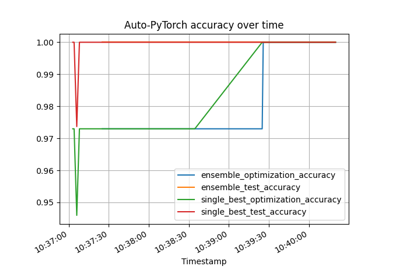 Auto-PyTorch accuracy over time
1.00
0.99
0.98
0.97
0.96
0.95
ensemble_optimization_accuracy
ensemble_test_accuracy
single_best_optimization_accuracy
single_best_test_accuracy
10:37:00
10:37:30
10:38:00
10:38:30
10:39:00
10:39:30
10:40:00
Timestamp